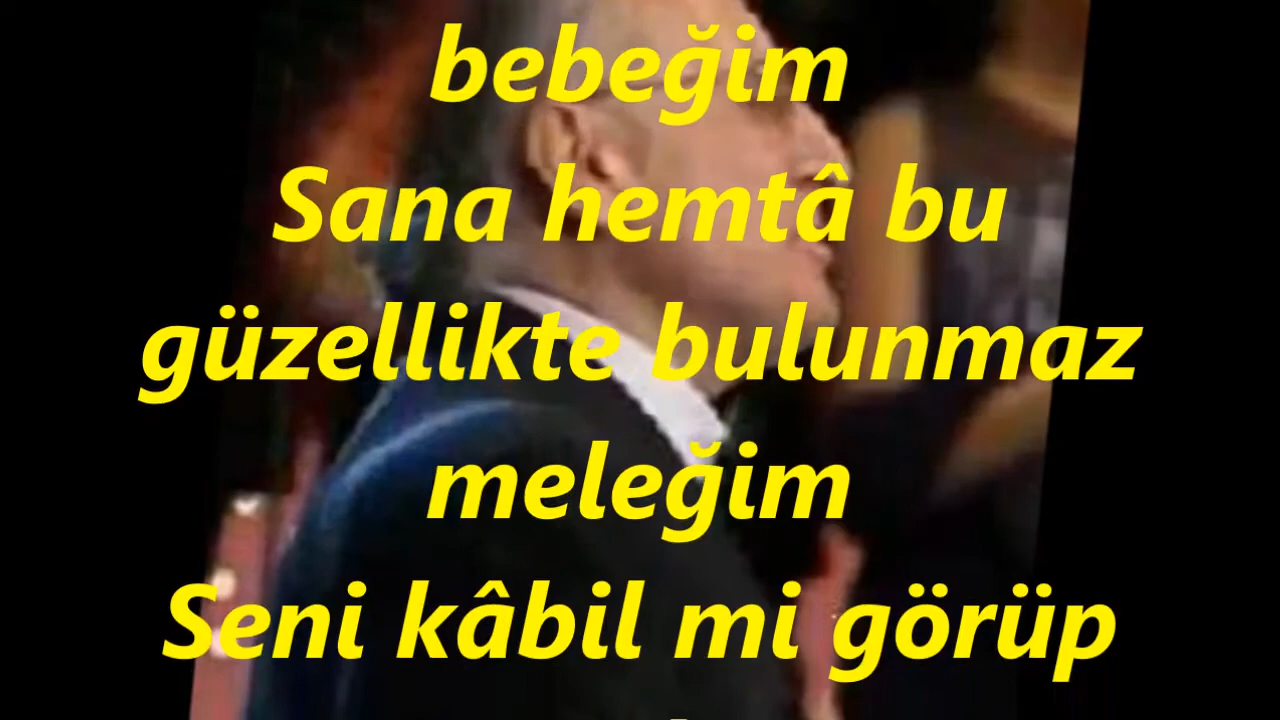 bebeğim
Sana hemtâ bu
güzellikte bulunmaz
meleğim
Seni kâbil mi görüp